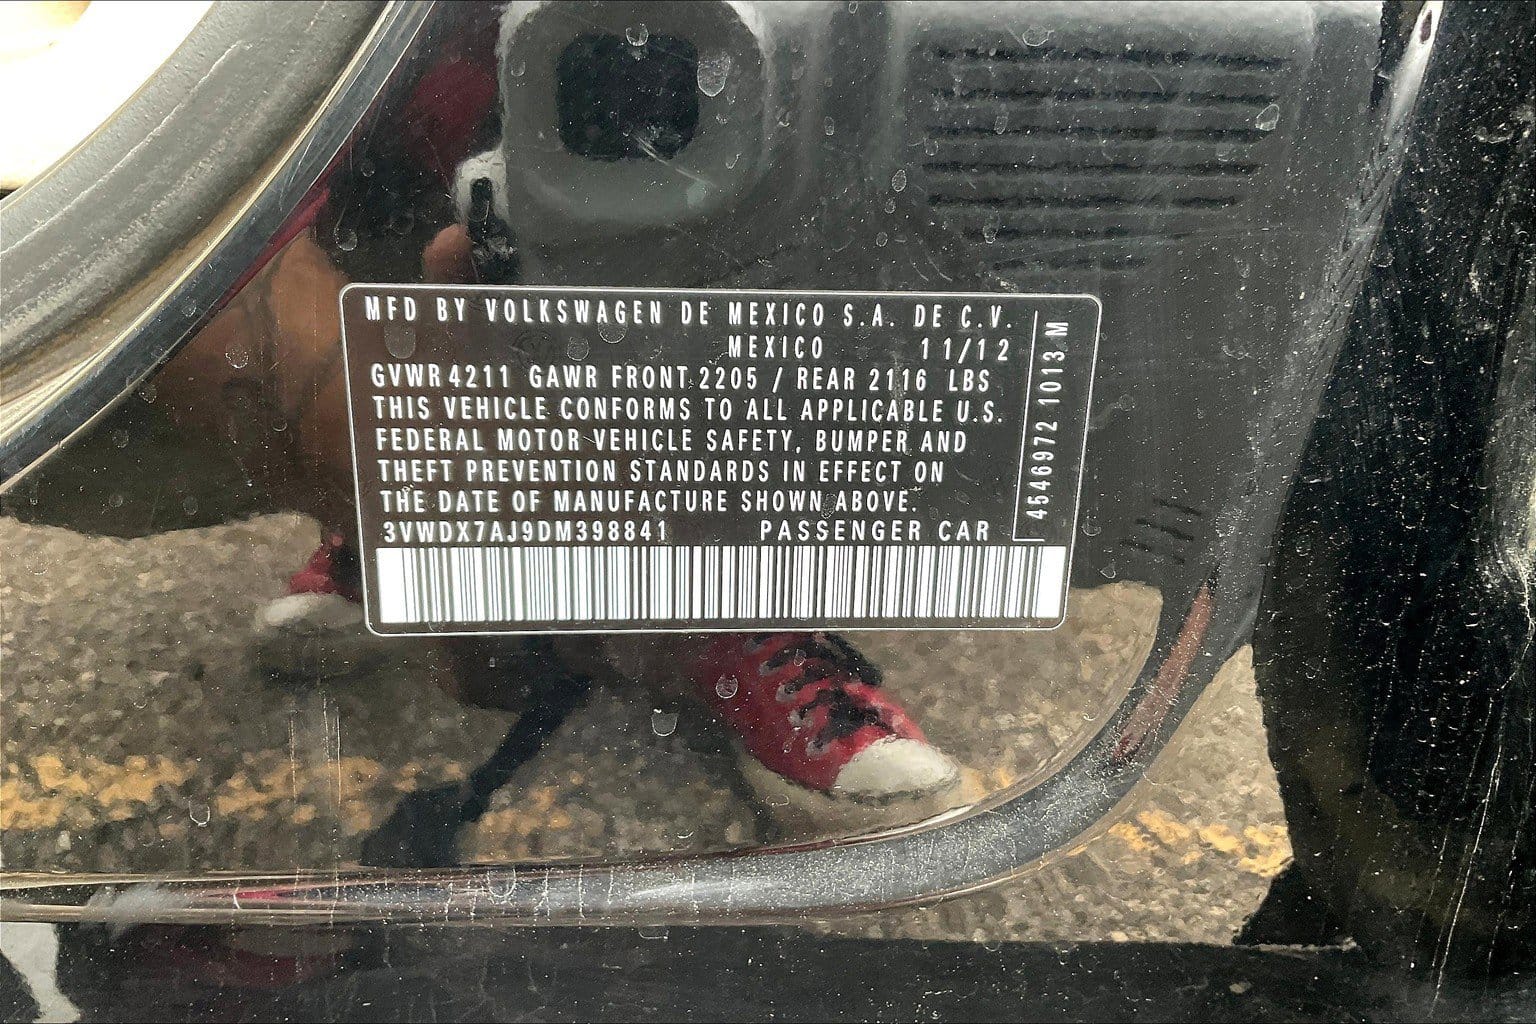 MFD BY VOLKSWAGEN DE MEXICO S.A. DE C.V.
MEXICO 11/12
GVWR 4211 GAWR FRONT 2205 / REAR 2116 LBS
THIS VEHICLE CONFORMS TO ALL APPLICABLE U.S.
FEDERAL MOTOR VEHICLE SAFETY, BUMPER AND
THEFT PREVENTION STANDARDS IN EFFECT ON
THE DATE OF MANUFACTURE SHOWN ABOVE.
3VWDX7AJ9DM398841 PASSENGER CAR
4546972 1013 M